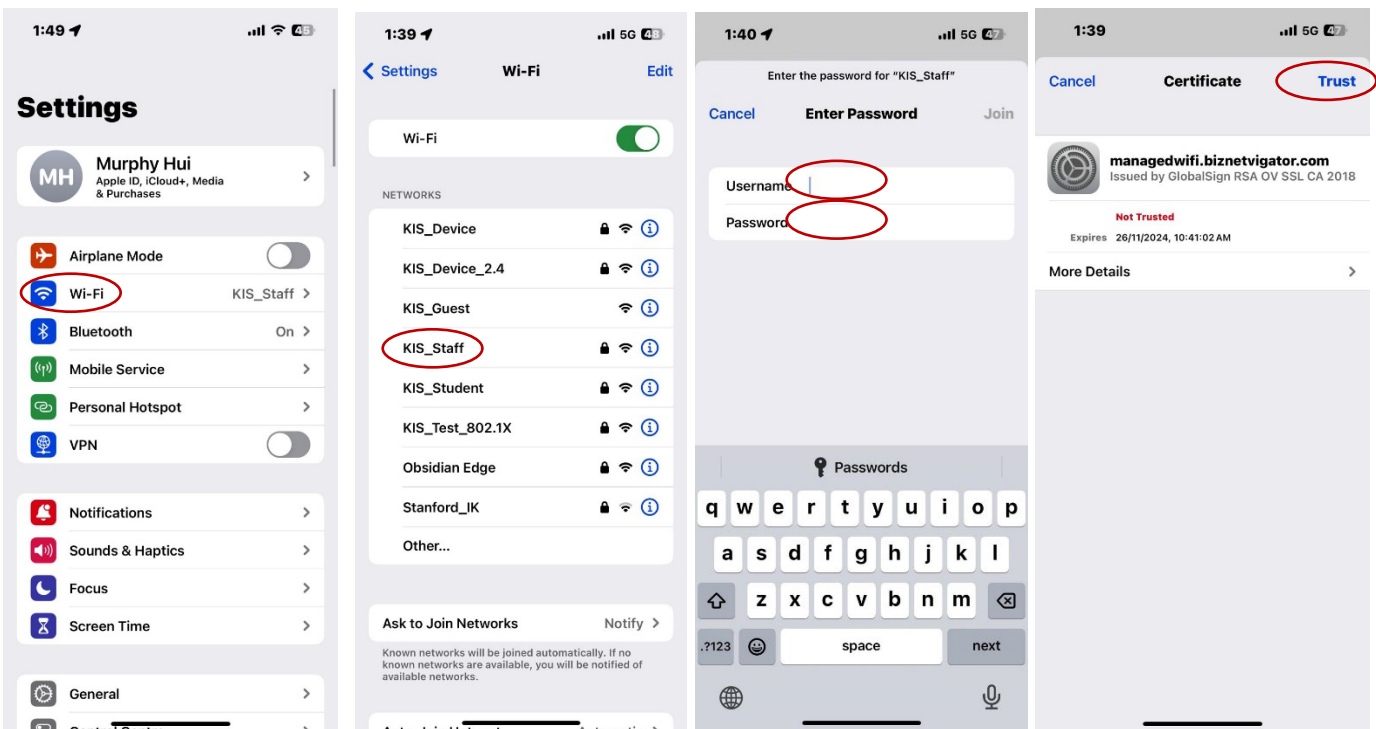 1:49
45
Settings
MH
Murphy Hui
Apple ID, iCloud+, Media
& Purchases
Airplane Mode
Wi-Fi KIS_Staff
Bluetooth On
Mobile Service
Personal Hotspot
VPN
Notifications
Sounds & Haptics
Focus
Screen Time
General
1:39 5G 48
Settings Wi-Fi Edit
Wi-Fi
NETWORKS
KIS_Device
KIS_Device_2.4
KIS_Guest
KIS_Staff
KIS_Student
KIS_Test_802.1X
Obsidian Edge
Stanford_IK
Other...
Ask to Join Networks Notify
Known networks will be joined automatically. If no
known networks are available, you will be notified of
available networks.
1:40 5G 47
Enter the password for "KIS_Staff"
Cancel Enter Password Join
Username
Password
Passwords
q w e r t y u i o p
a s d f g h j k l
z x c v b n m
.?123 space next
1:39 5G 47
Cancel Certificate Trust
managedwifi.biznetvigator.com
Issued by GlobalSign RSA OV SSL CA 2018
Not Trusted
Expires 26/11/2024, 10:41:02 AM
More Details